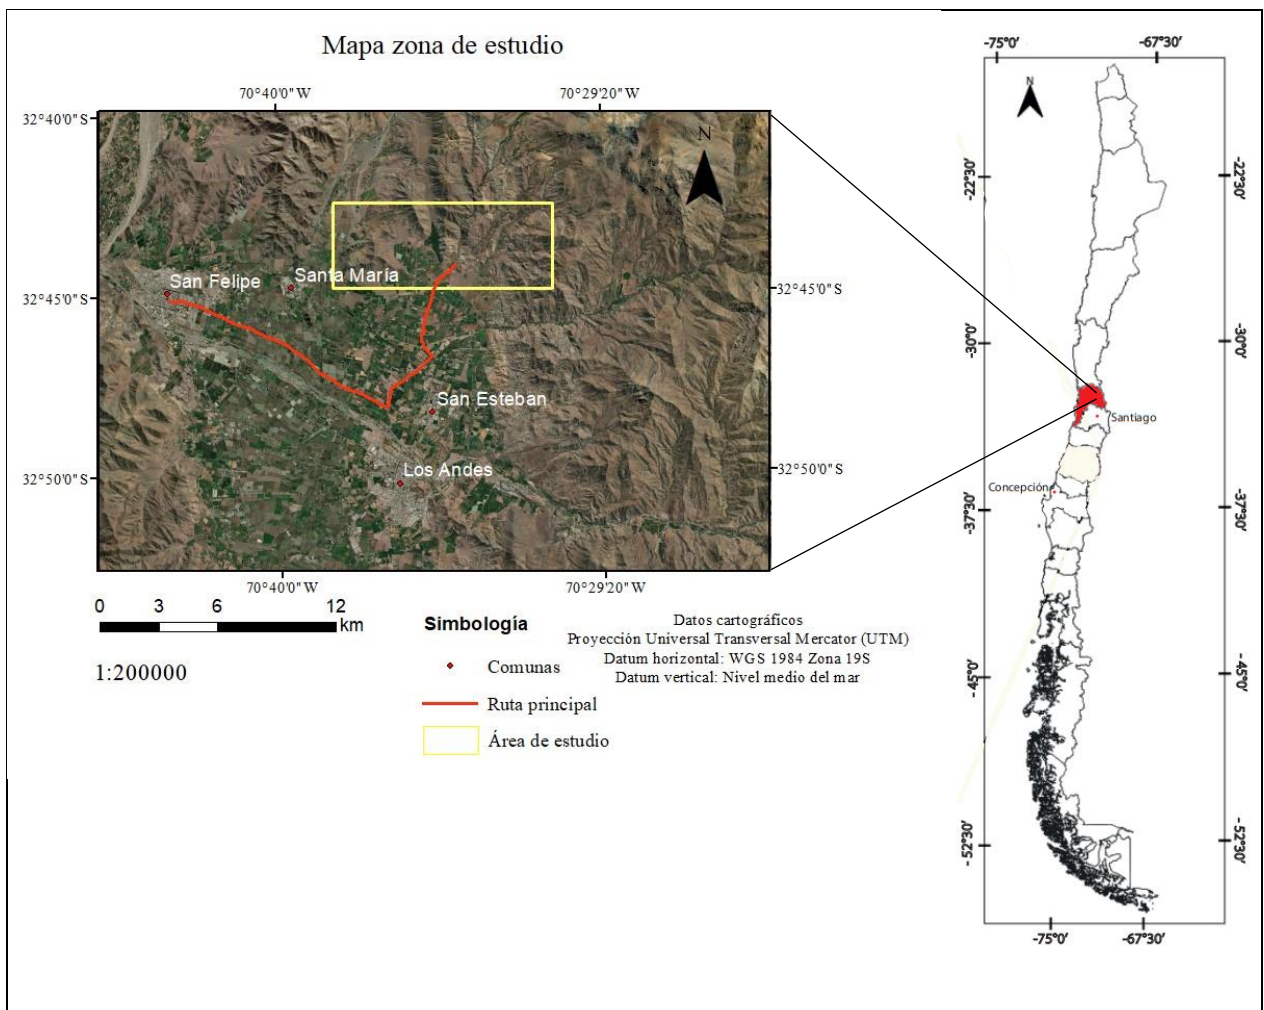 Mapa zona de estudio
70°40'0"W
70°29'20"W
32°40'0"S
N
San Felipe
Santa María
32°45'0"S
32°45'0"S
San Esteban
Los Andes
32°50'0"S
32°50'0"S
70°40'0"W
70°29'20"W
0 3 6 12
km
1:200000
Simbología
Comunas
Ruta principal
Área de estudio
Datos cartográficos
Proyección Universal Transversal Mercator (UTM)
Datum horizontal: WGS 1984 Zona 19S
Datum vertical: Nivel medio del mar
-75°0'
-67°30'
N
-22°30'
-30°0'
-30°0'
Santiago
Concepción
-37°30'
-37°30'
-45°0'
-45°0'
-52°30'
-52°30'
-75°0'
-67°30'